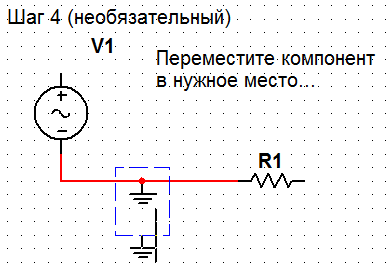 Шаг 4 (необязательный)
V1
Переместите компонент
в нужное место...
R1